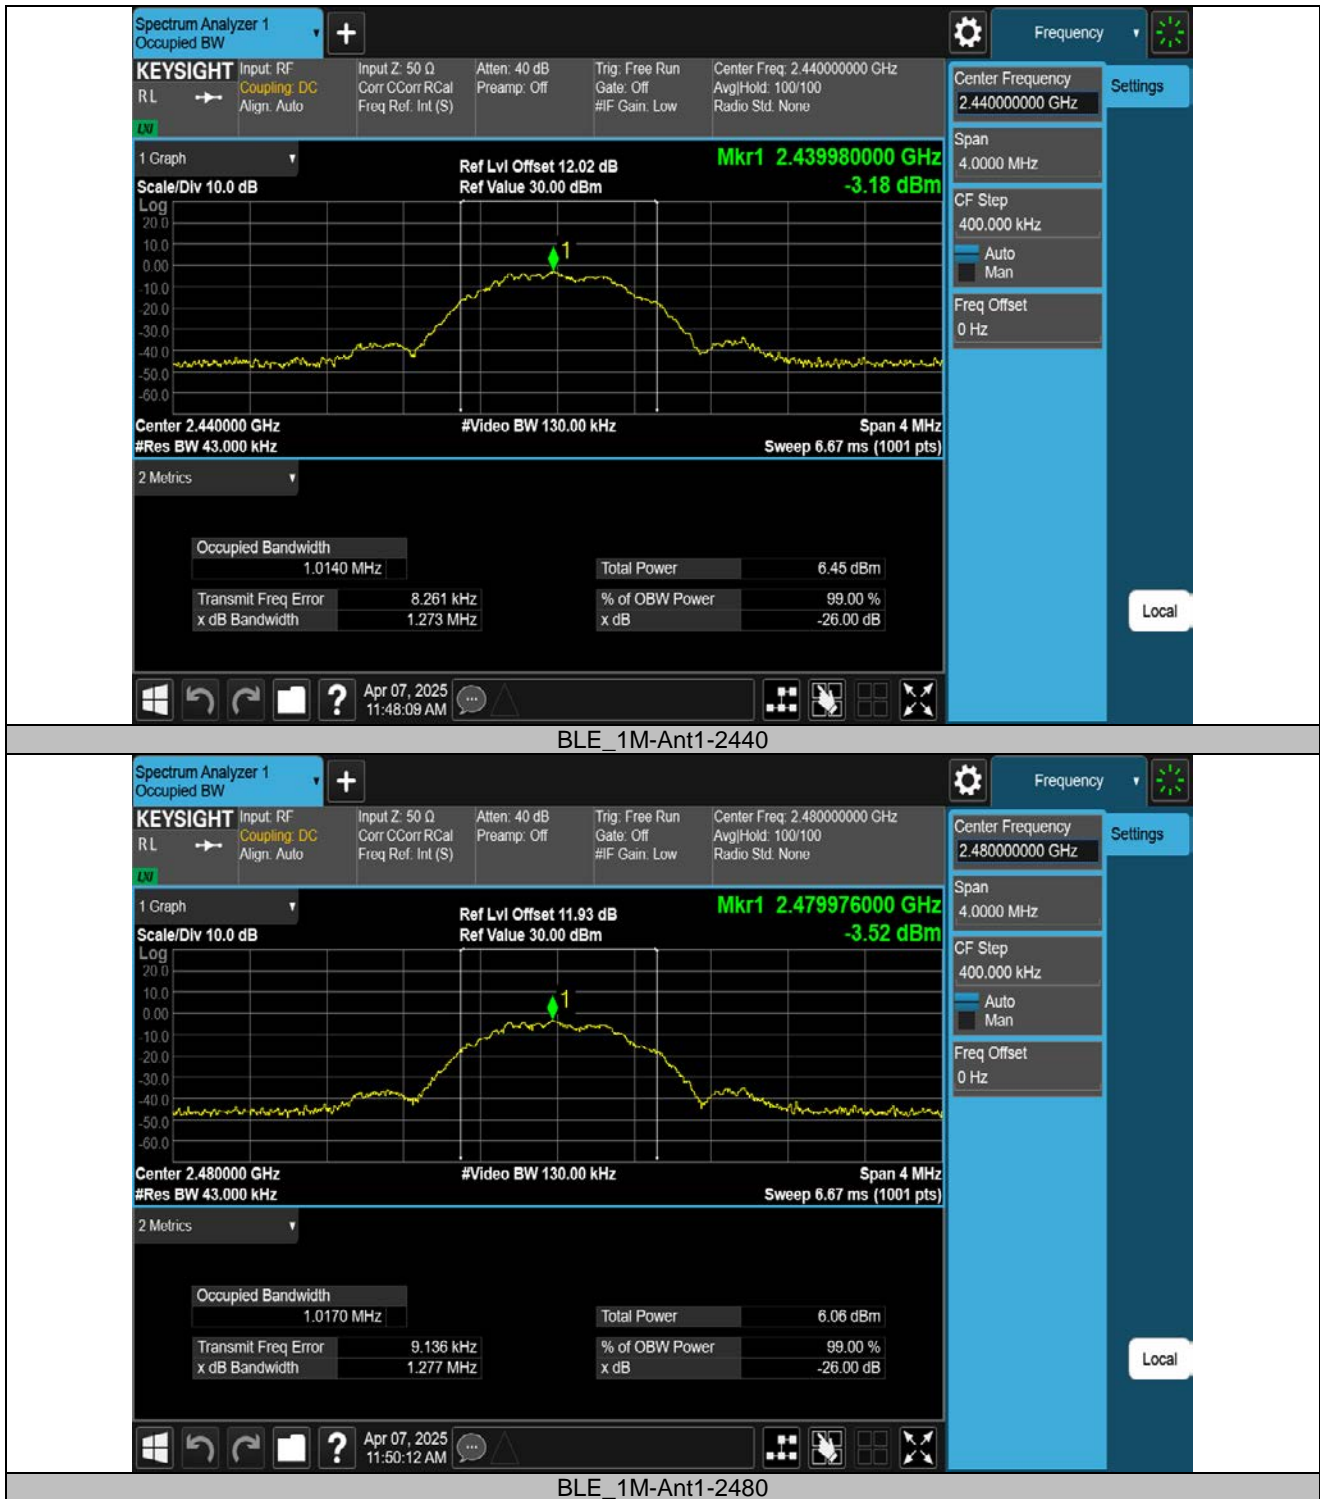 Spectrum Analyzer 1
Occupied BW
+
Frequency
KEYSIGHT
RL
LXI
Input: RF
Coupling: DC
Align: Auto
Input Z: 50 Ω
Corr CCorr RCal
Freq Ref: Int (S)
Atten: 40 dB
Preamp: Off
Trig: Free Run
Gate: Off
#IF Gain: Low
Center Freq: 2.440000000 GHz
Avg|Hold: 100/100
Radio Std: None
Center Frequency
2.440000000 GHz
Settings
Span
4.0000 MHz
CF Step
400.000 kHz
Auto
Man
Freq Offset
0 Hz
Local
1 Graph
Ref Lvl Offset 12.02 dB
Mkr1 2.439980000 GHz
Scale/Div 10.0 dB
Ref Value 30.00 dBm
-3.18 dBm
Log
20.0
10.0
0.00
-10.0
-20.0
-30.0
-40.0
-50.0
-60.0
1
Center 2.440000 GHz
#Video BW 130.00 kHz
Span 4 MHz
#Res BW 43.000 kHz
Sweep 6.67 ms (1001 pts)
2 Metrics
Occupied Bandwidth
1.0140 MHz
Total Power 6.45 dBm
Transmit Freq Error 8.261 kHz
% of OBW Power 99.00 %
x dB Bandwidth 1.273 MHz
x dB -26.00 dB
?
Apr 07, 2025
11:48:09 AM
BLE_1M-Ant1-2440
Spectrum Analyzer 1
Occupied BW
+
Frequency
KEYSIGHT
RL
LXI
Input: RF
Coupling: DC
Align: Auto
Input Z: 50 Ω
Corr CCorr RCal
Freq Ref: Int (S)
Atten: 40 dB
Preamp: Off
Trig: Free Run
Gate: Off
#IF Gain: Low
Center Freq: 2.480000000 GHz
Avg|Hold: 100/100
Radio Std: None
Center Frequency
2.480000000 GHz
Settings
Span
4.0000 MHz
CF Step
400.000 kHz
Auto
Man
Freq Offset
0 Hz
Local
1 Graph
Ref Lvl Offset 11.93 dB
Mkr1 2.479976000 GHz
Scale/Div 10.0 dB
Ref Value 30.00 dBm
-3.52 dBm
Log
20.0
10.0
0.00
-10.0
-20.0
-30.0
-40.0
-50.0
-60.0
1
Center 2.480000 GHz
#Video BW 130.00 kHz
Span 4 MHz
#Res BW 43.000 kHz
Sweep 6.67 ms (1001 pts)
2 Metrics
Occupied Bandwidth
1.0170 MHz
Total Power 6.06 dBm
Transmit Freq Error 9.136 kHz
% of OBW Power 99.00 %
x dB Bandwidth 1.277 MHz
x dB -26.00 dB
?
Apr 07, 2025
11:50:12 AM
BLE_1M-Ant1-2480